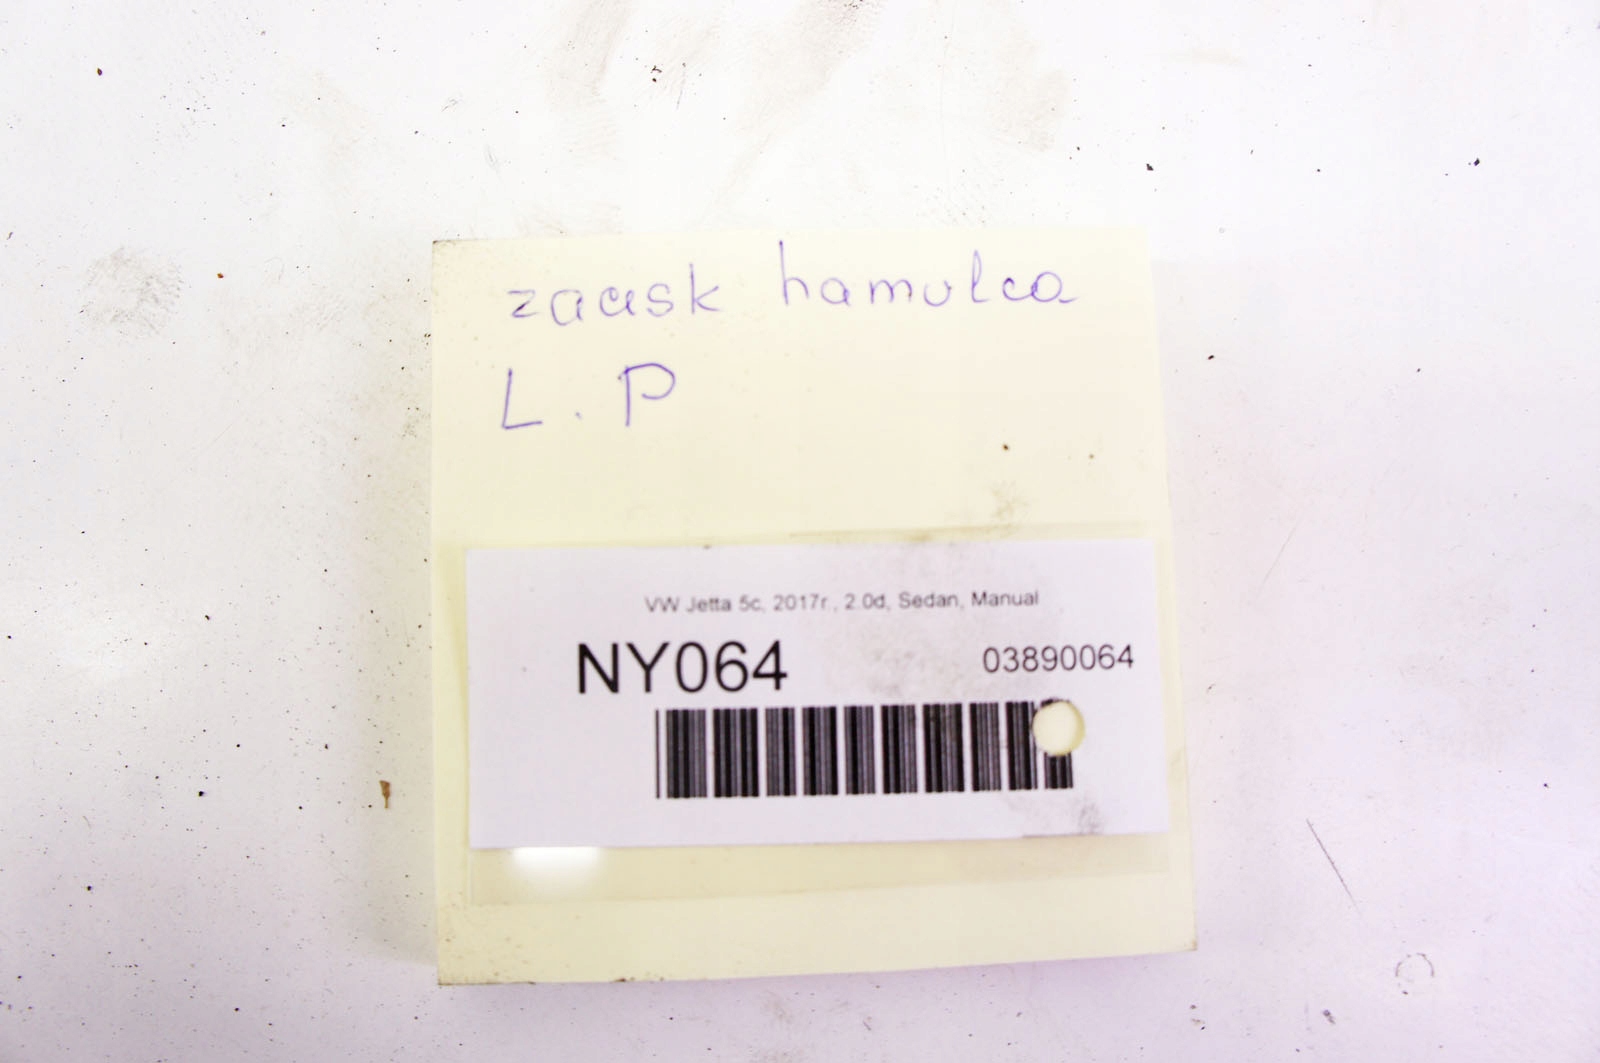 zacisk hamulca
L . P
VW Jetta 5c, 2017r., 2.0d, Sedan, Manual
NY064
03890064